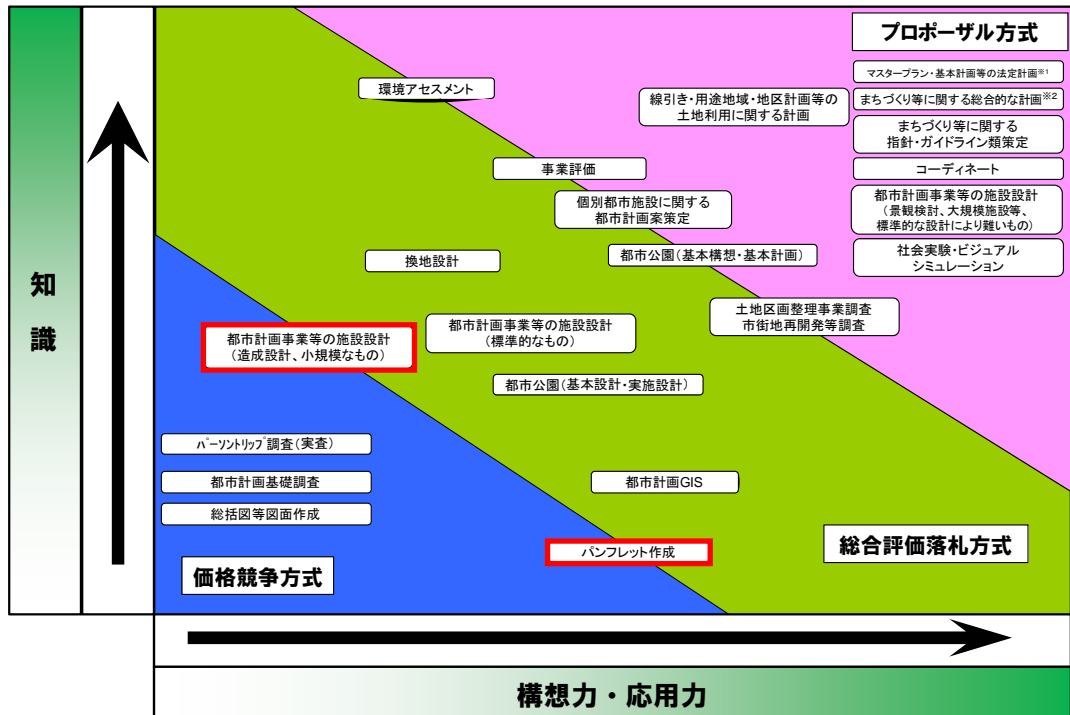 プロポーザル方式
マスタープラン・基本計画等の法定計画※1
環境アセスメント
線引き・用途地域・地区計画等の
土地利用に関する計画
まちづくり等に関する総合的な計画※2
まちづくり等に関する
指針・ガイドライン類策定
事業評価
コーディネート
個別都市施設に関する
都市計画案策定
都市計画事業等の施設設計
(景観検討、大規模施設等、
標準的な設計により難いもの)
換地設計
都市公園(基本構想・基本計画)
社会実験・ビジュアル
シミュレーション
知
識
土地区画整理事業調査
市街地再開発等調査
都市計画事業等の施設設計
(造成設計、小規模なもの)
都市計画事業等の施設設計
(標準的なもの)
都市公園(基本設計・実施設計)
パーソントリップ調査(実査)
都市計画基礎調査
都市計画GIS
総括図等図面作成
パンフレット作成
総合評価落札方式
価格競争方式
構想力・応用力